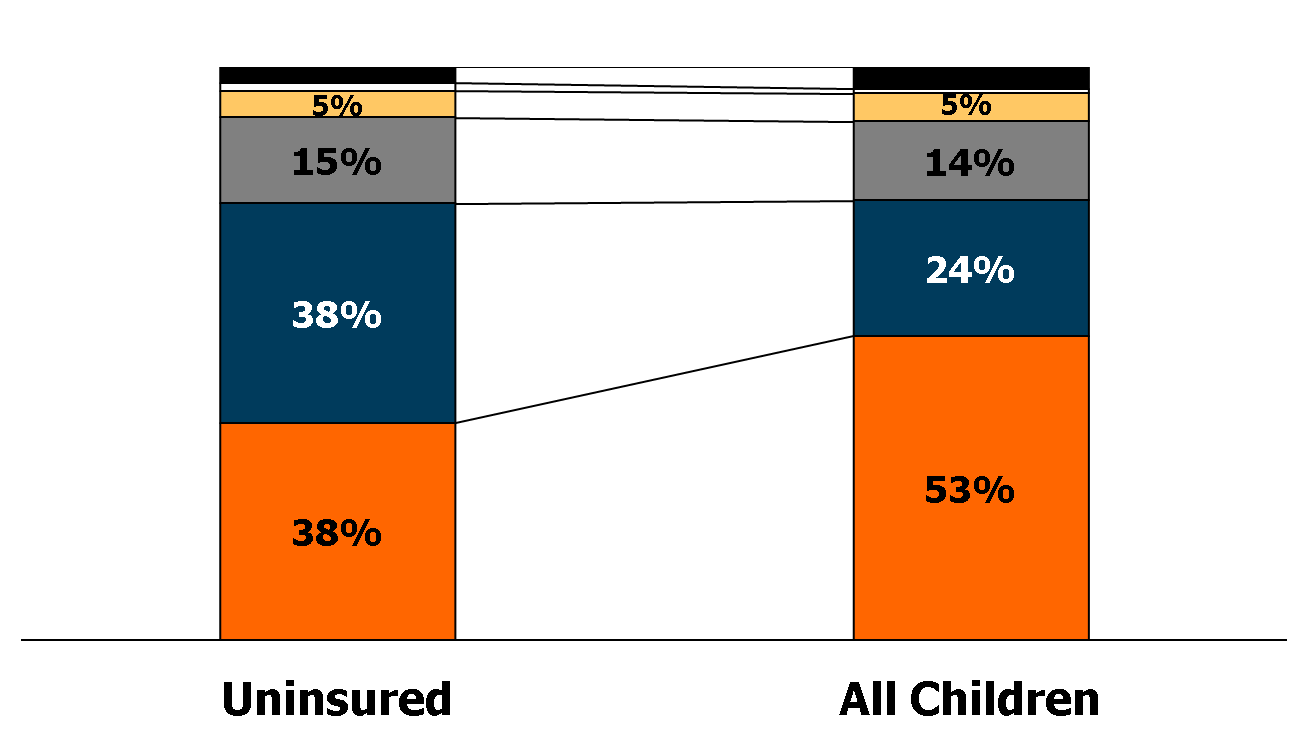 5% 5%
15% 14%
38% 24%
38% 53%
Uninsured All Children